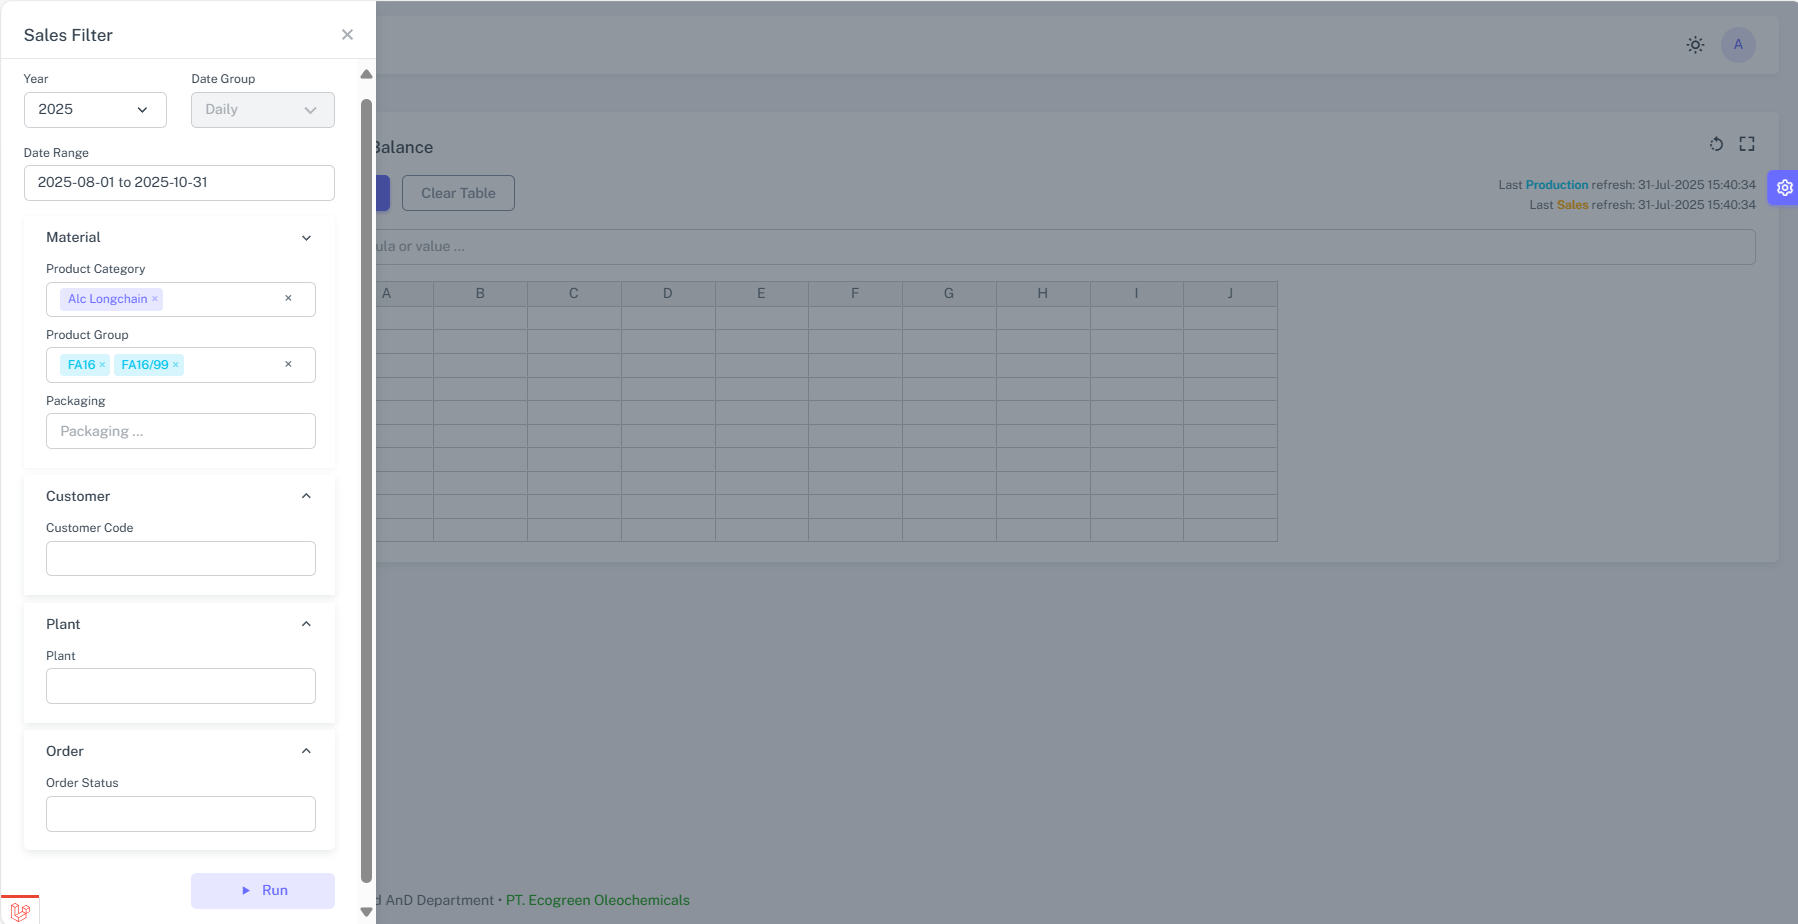 Sales Filter
Year
Date Group
2025
Daily
Date Range
2025-08-01 to 2025-10-31
Material
Product Category
Alc Longchain ×
Product Group
FA16 × FA16/99 ×
Packaging
Packaging ...
Customer
Customer Code
Plant
Plant
Order
Order Status
Run
A
Balance
Clear Table
Last Production refresh: 31-Jul-2025 15:40:34
Last Sales refresh: 31-Jul-2025 15:40:34
or value ...
A B C D E F G H I J
AnD Department • PT. Ecogreen Oleochemicals